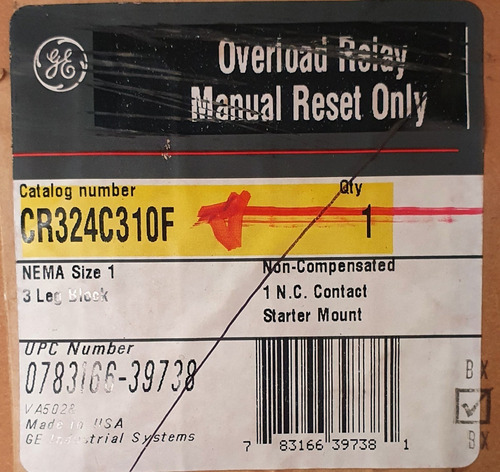 GE
Overload Relay
Manual Reset Only
Catalog number
Qty
CR324C310F
1
NEMA Size 1
Non-Compensated
3 Leg Block
1 N.C. Contact
Starter Mount
UPC Number
0783166-39738
VA5028
Made in USA
GE Industrial Systems
7 83166 39738 1
BX
BX